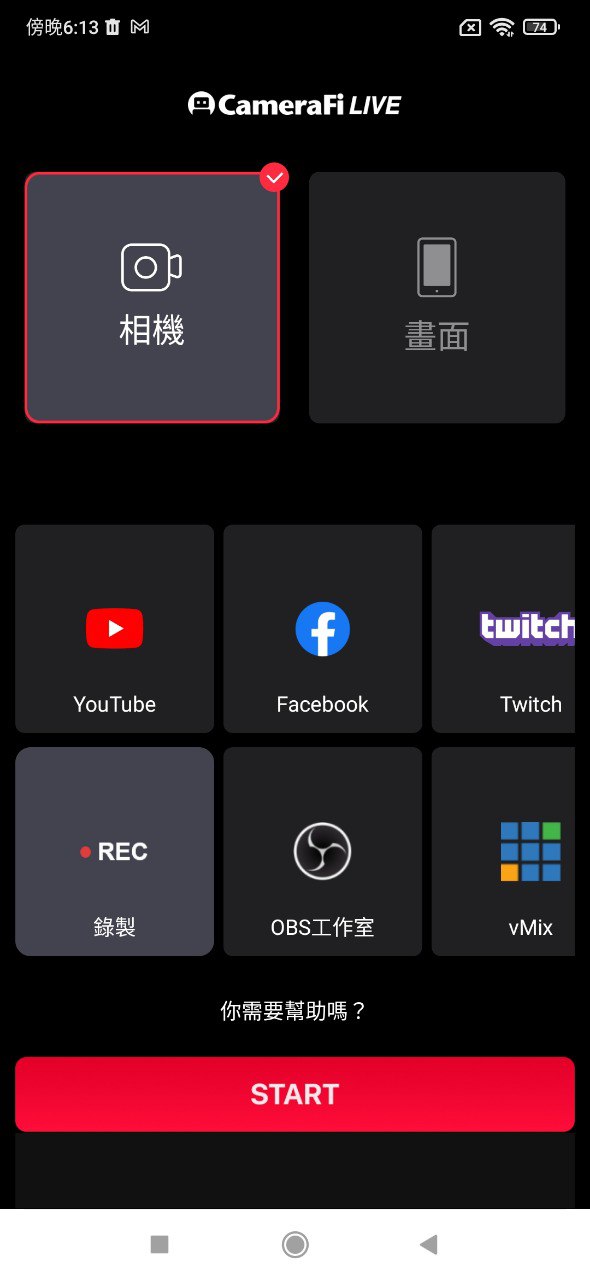 傍晚6:13
74
CameraFi LIVE
相機
畫面
twitch
YouTube
Facebook
Twitch
REC
錄製
OBS工作室
vMix
你需要幫助嗎？
START